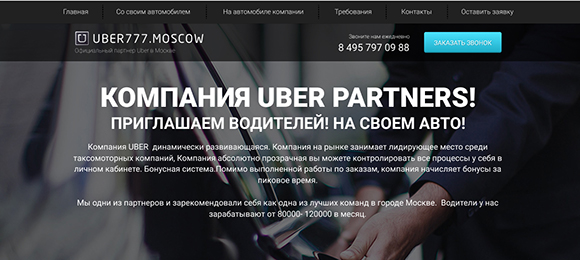 Главная Со своим автомобилем На автомобиле компании Требования Контакты Оставить заявку
UBER777.MOSCOW
Официальный партнер Uber в Москве
Звоните нам ежедневно
8 495 797 09 88
ЗАКАЗАТЬ ЗВОНОК
КОМПАНИЯ UBER PARTNERS!
ПРИГЛАШАЕМ ВОДИТЕЛЕЙ! НА СВОЕМ АВТО!
Компания UBER динамически развивающаяся. Компания на рынке занимает лидирующее место среди
таксомоторных компаний, Компания абсолютно прозрачная вы можете контролировать все процессы у себя в
личном кабинете. Бонусная система.Помимо выполненной работы по заказам, компания начисляет бонусы за
пиковое время.
Мы одни из партнеров и зарекомендовали себя как одна из лучших команд в городе Москве. Водители у нас
зарабатывают от 80000- 120000 в месяц.